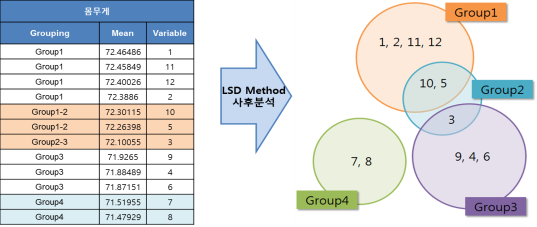 몸무게
Grouping Mean Variable
Group1 72.46486 1
Group1 72.45849 11
Group1 72.40026 12
Group1 72.3886 2
Group1-2 72.30115 10
Group1-2 72.26398 5
Group2-3 72.10055 3
Group3 71.9265 9
Group3 71.88489 4
Group3 71.87151 6
Group4 71.51955 7
Group4 71.47929 8
LSD Method
사후분석
Group1
1, 2, 11, 12
10, 5
Group2
3
7, 8
9, 4, 6
Group4
Group3